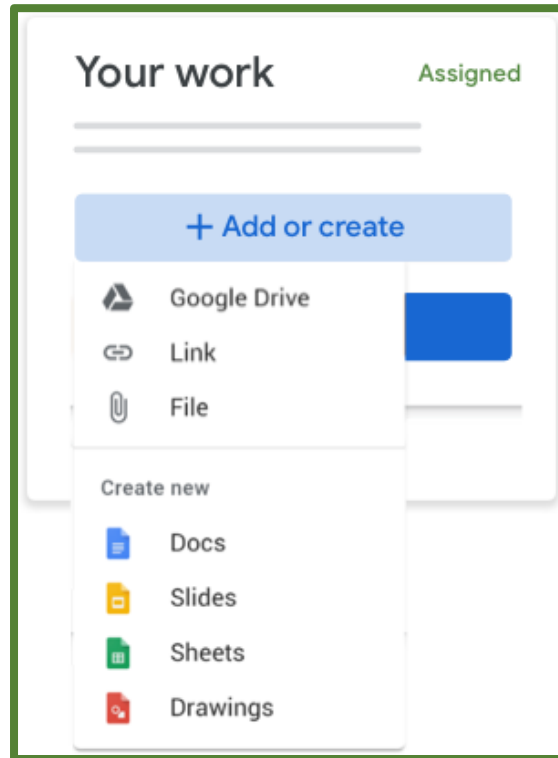 Your work
Assigned
+ Add or create
Google Drive
Link
File
Create new
Docs
Slides
Sheets
Drawings